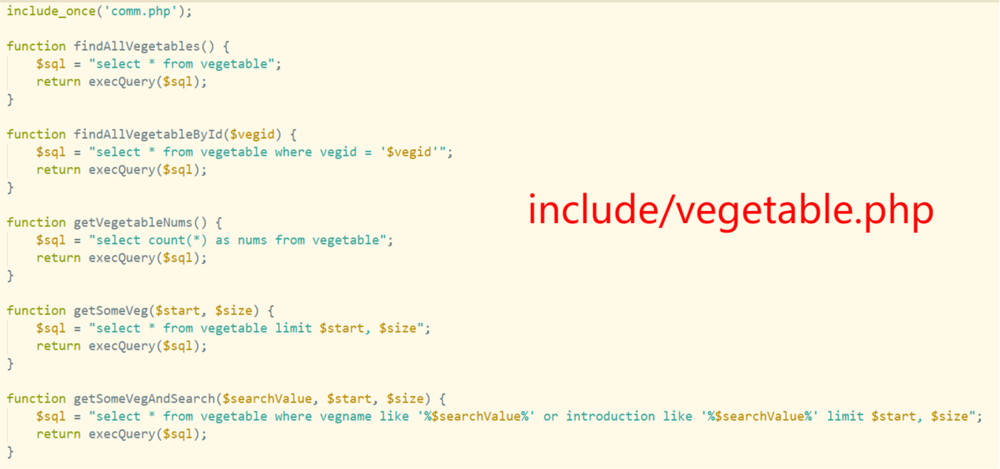 include_once('comm.php');
function findAllVegetables() {
$sql = "select * from vegetable";
return execQuery($sql);
}
function findAllVegetableById($vegid) {
$sql = "select * from vegetable where vegid = '$vegid'";
return execQuery($sql);
}
include/vegetable.php
function getVegetableNums() {
$sql = "select count(*) as nums from vegetable";
return execQuery($sql);
}
function getSomeVeg($start, $size) {
$sql = "select * from vegetable limit $start, $size";
return execQuery($sql);
}
function getSomeVegAndSearch($searchValue, $start, $size) {
$sql = "select * from vegetable where vegname like '%$searchValue%' or introduction like '%$searchValue%' limit $start, $size";
return execQuery($sql);
}